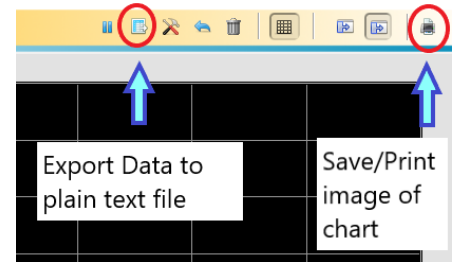 Export Data to
plain text file
Save/Print
image of
chart